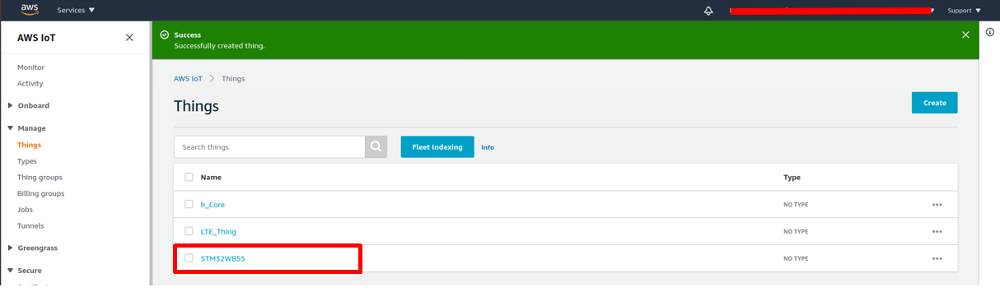 aws Services Support
AWS IoT
Success
Successfully created thing.
Monitor
Activity
Onboard
Manage
Things
Types
Thing groups
Billing groups
Jobs
Tunnels
Greengrass
Secure
AWS IoT Things
Things
Create
Search things
Fleet Indexing
Info
Name Type
h_Core NO TYPE
LTE_Thing NO TYPE
STM32WB55 NO TYPE